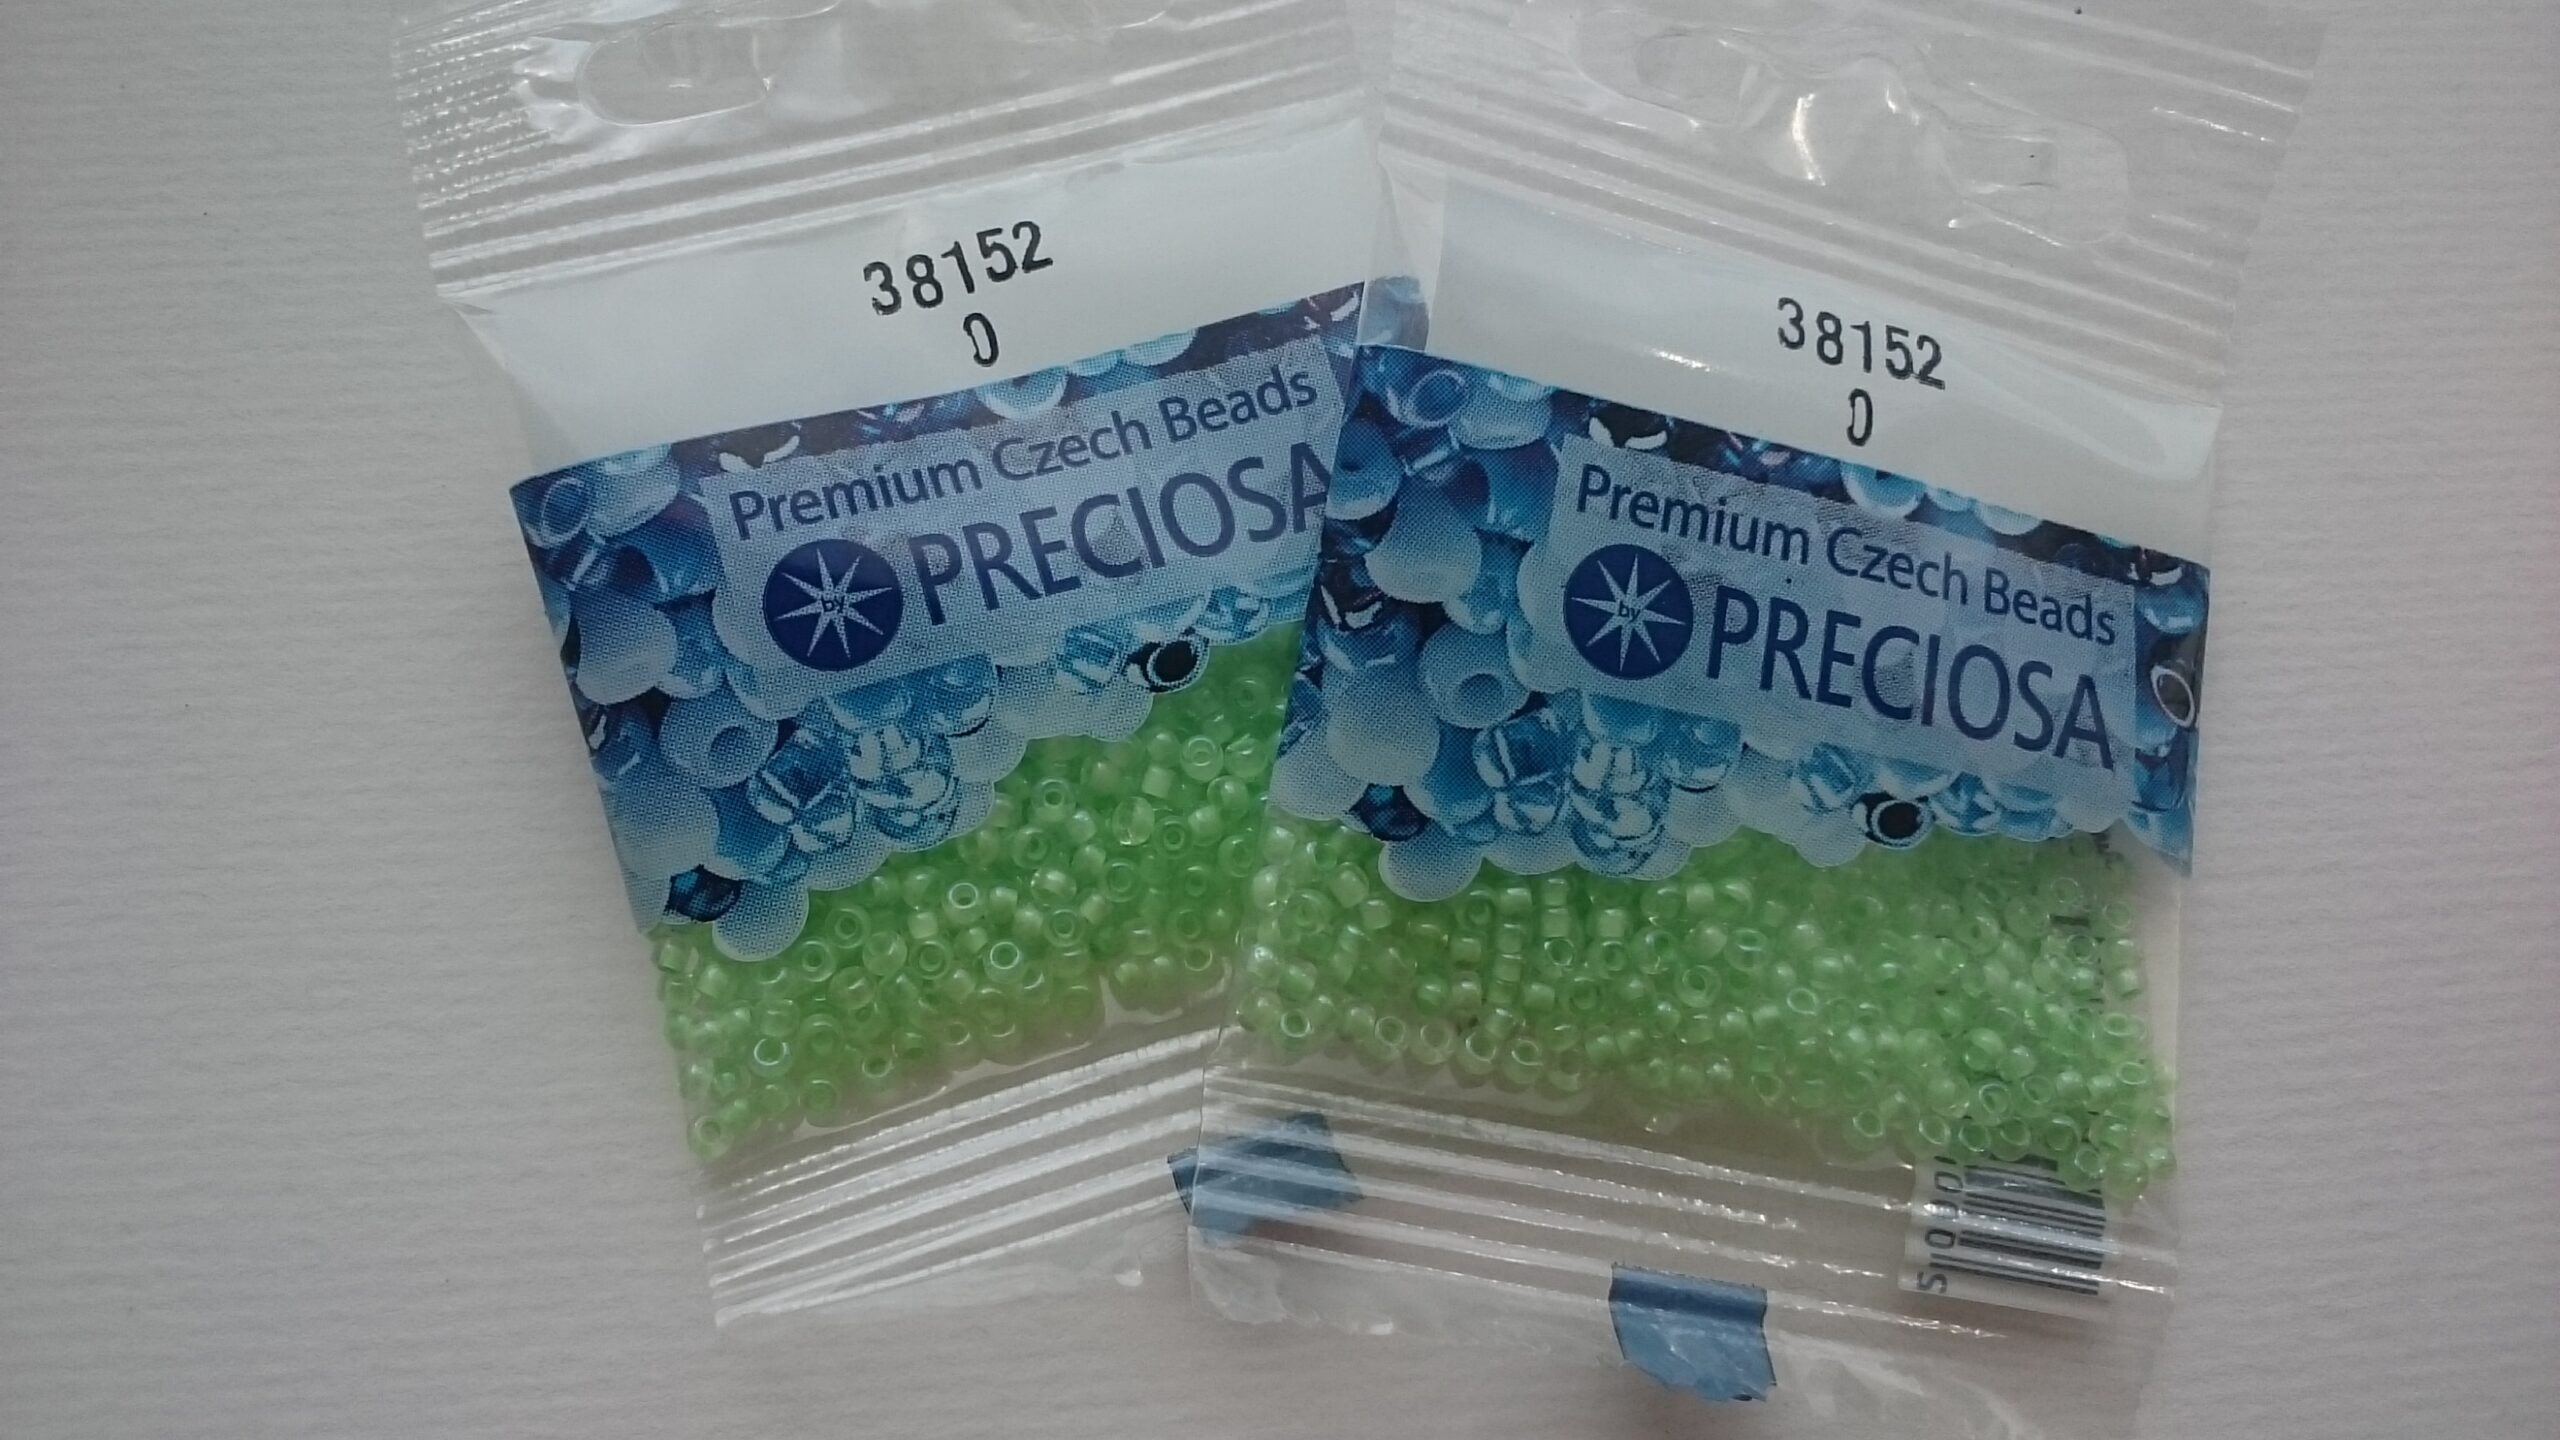 38152
0
Premium Czech Beads
by PRECIOSA
38152
0
Premium Czech Beads
by PRECIOSA